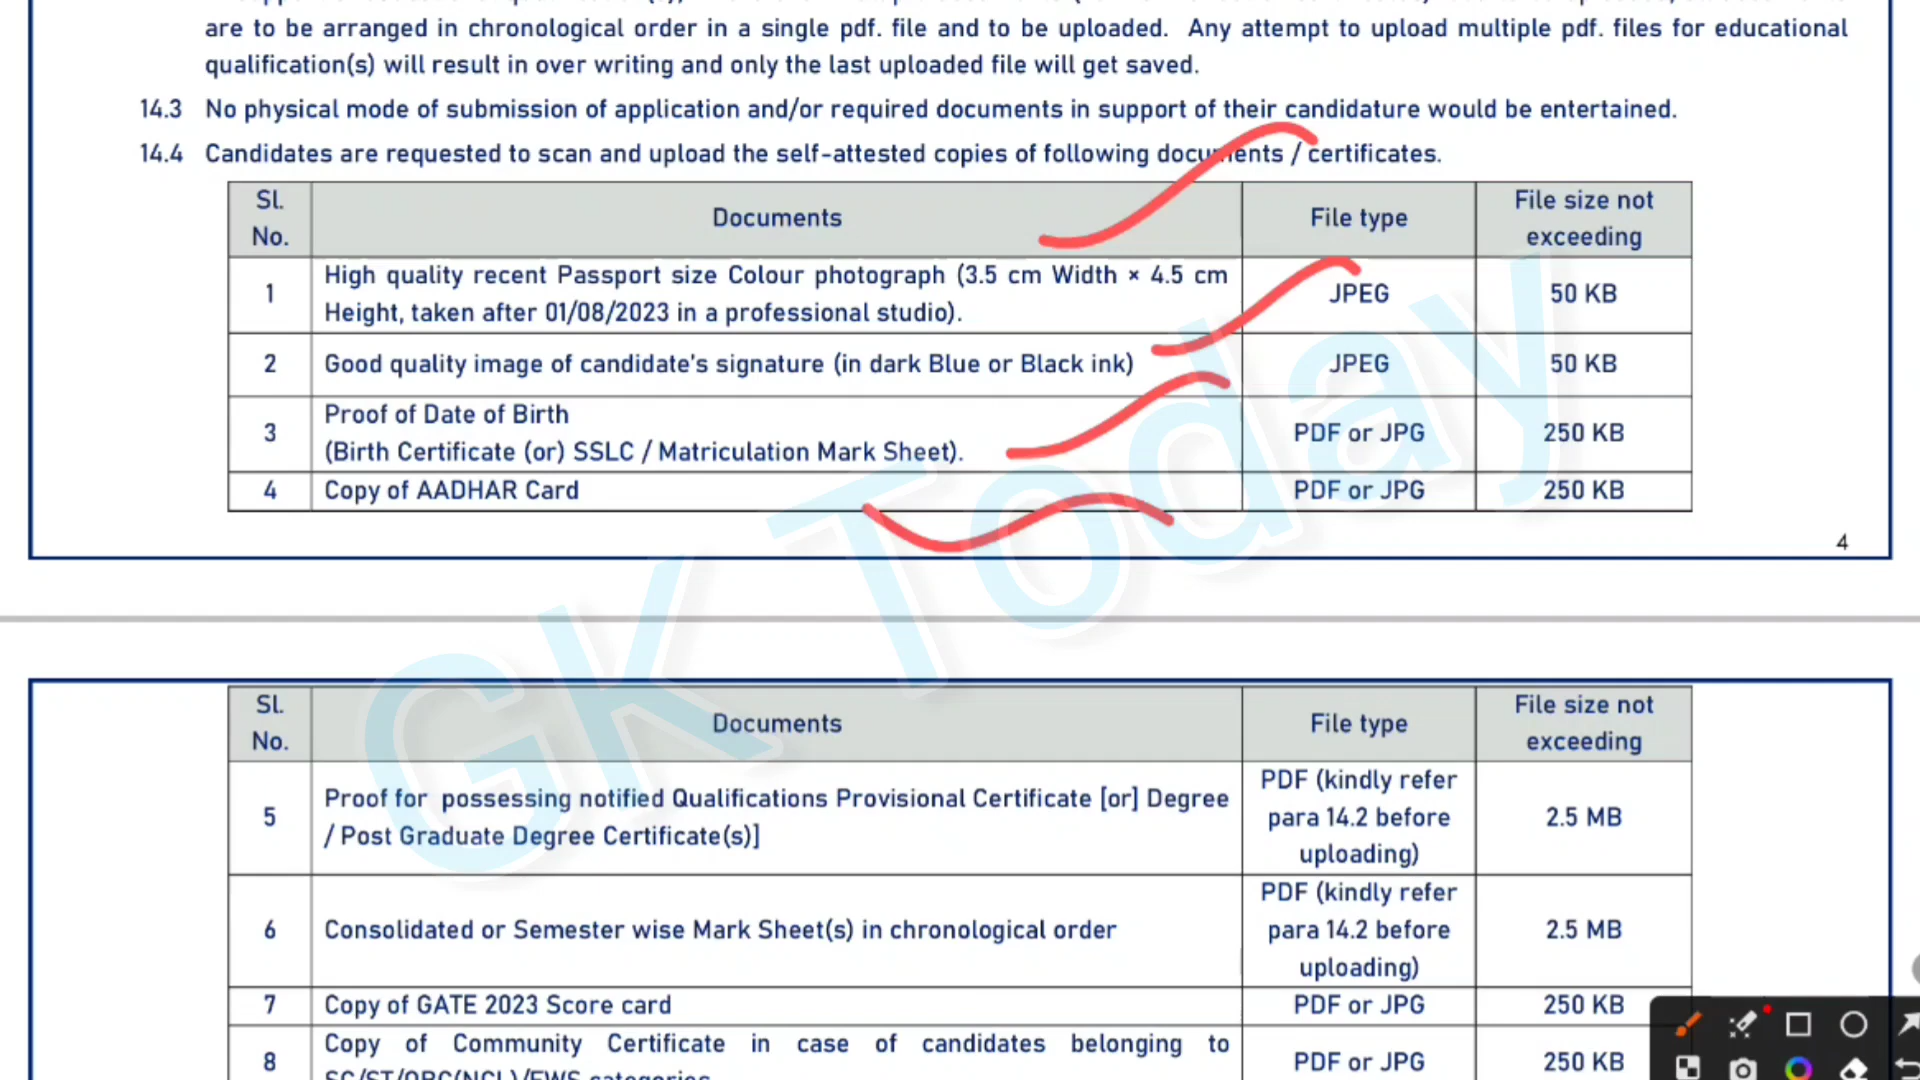 are to be arranged in chronological order in a single pdf. file and to be uploaded. Any attempt to upload multiple pdf. files for educational
qualification(s) will result in over writing and only the last uploaded file will get saved.
14.3 No physical mode of submission of application and/or required documents in support of their candidature would be entertained.
14.4 Candidates are requested to scan and upload the self-attested copies of following documents / certificates.
Sl. No. Documents File type File size not exceeding
1 High quality recent Passport size Colour photograph (3.5 cm Width × 4.5 cm JPEG 50 KB
Height, taken after 01/08/2023 in a professional studio).
2 Good quality image of candidate's signature (in dark Blue or Black ink) JPEG 50 KB
3 Proof of Date of Birth PDF or JPG 250 KB
(Birth Certificate (or) SSLC / Matriculation Mark Sheet).
4 Copy of AADHAR Card PDF or JPG 250 KB
4
GK Today
Sl. No. Documents File type File size not exceeding
5 Proof for possessing notified Qualifications Provisional Certificate [or] Degree PDF (kindly refer para 14.2 before uploading) 2.5 MB
/ Post Graduate Degree Certificate(s)]
6 Consolidated or Semester wise Mark Sheet(s) in chronological order PDF (kindly refer para 14.2 before uploading) 2.5 MB
7 Copy of GATE 2023 Score card PDF or JPG 250 KB
8 Copy of Community Certificate in case of candidates belonging to PDF or JPG 250 KB
SC/ST/OBC(NCL)/EWS categories